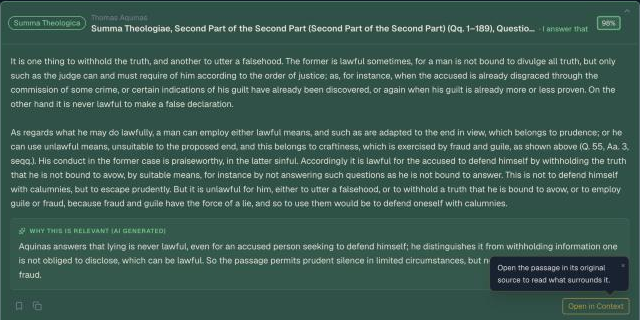 Summa Theologica
Thomas Aquinas
Summa Theologiae, Second Part of the Second Part (Second Part of the Second Part) (Qq. 1–189), Questio... · I answer that
98%
It is one thing to withhold the truth, and another to utter a falsehood. The former is lawful sometimes, for a man is not bound to divulge all truth, but only
such as the judge can and must require of him according to the order of justice; as, for instance, when the accused is already disgraced through the
commission of some crime, or certain indications of his guilt have already been discovered, or again when his guilt is already more or less proven. On the
other hand it is never lawful to make a false declaration.
As regards what he may do lawfully, a man can employ either lawful means, and such as are adapted to the end in view, which belongs to prudence; or he
can use unlawful means, unsuitable to the proposed end, and this belongs to craftiness, which is exercised by fraud and guile, as shown above (Q. 55, Aa. 3,
seqq.). His conduct in the former case is praiseworthy, in the latter sinful. Accordingly it is lawful for the accused to defend himself by withholding the truth
that he is not bound to avow, by suitable means, for instance by not answering such questions as he is not bound to answer. This is not to defend himself
with calumnies, but to escape prudently. But it is unlawful for him, either to utter a falsehood, or to withhold a truth that he is bound to avow, or to employ
guile or fraud, because fraud and guile have the force of a lie, and so to use them would be to defend oneself with calumnies.
WHY THIS IS RELEVANT (AI GENERATED)
Aquinas answers that lying is never lawful, even for an accused person seeking to defend himself; he distinguishes it from withholding information one
is not obliged to disclose, which can be lawful. So the passage permits prudent silence in limited circumstances, but
fraud.
Open the passage in its original
source to read what surrounds it.
×
Open in Context